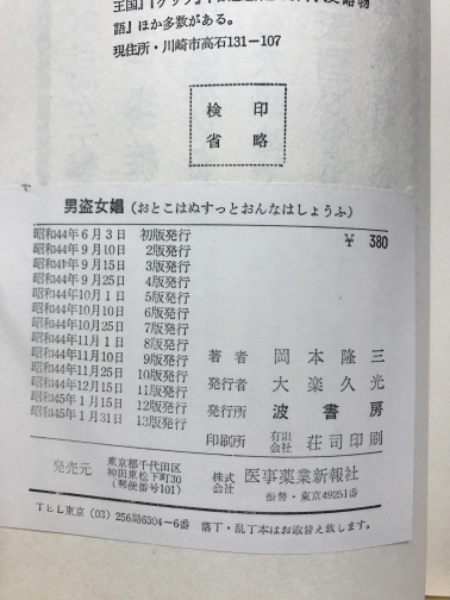 語』ほか多数がある。
現住所・川崎市高石131−107
検 印
省 略
男盗女娼（おとこはぬすっとおんなはしょうふ）
¥ 380
昭和44年6月3日 初版発行
昭和44年9月10日 2版発行
昭和44年9月15日 3版発行
昭和44年9月25日 4版発行
昭和44年10月1日 5版発行
昭和44年10月10日 6版発行
昭和44年10月25日 7版発行
昭和44年11月1日 8版発行
昭和44年11月10日 9版発行
昭和44年11月25日 10版発行
昭和44年12月15日 11版発行
昭和45年1月15日 12版発行
昭和45年1月31日 13版発行
著者 岡本隆三
発行者 大楽久光
発行所 波書房
印刷所 有限会社 荘司印刷
発売元 東京都千代田区神田東松下町30（郵便番号101） 株式会社 医事薬業新報社
振替・東京49251番
TEL東京 (03) 256局6304−6番 落丁・乱丁本はお取替え致します。